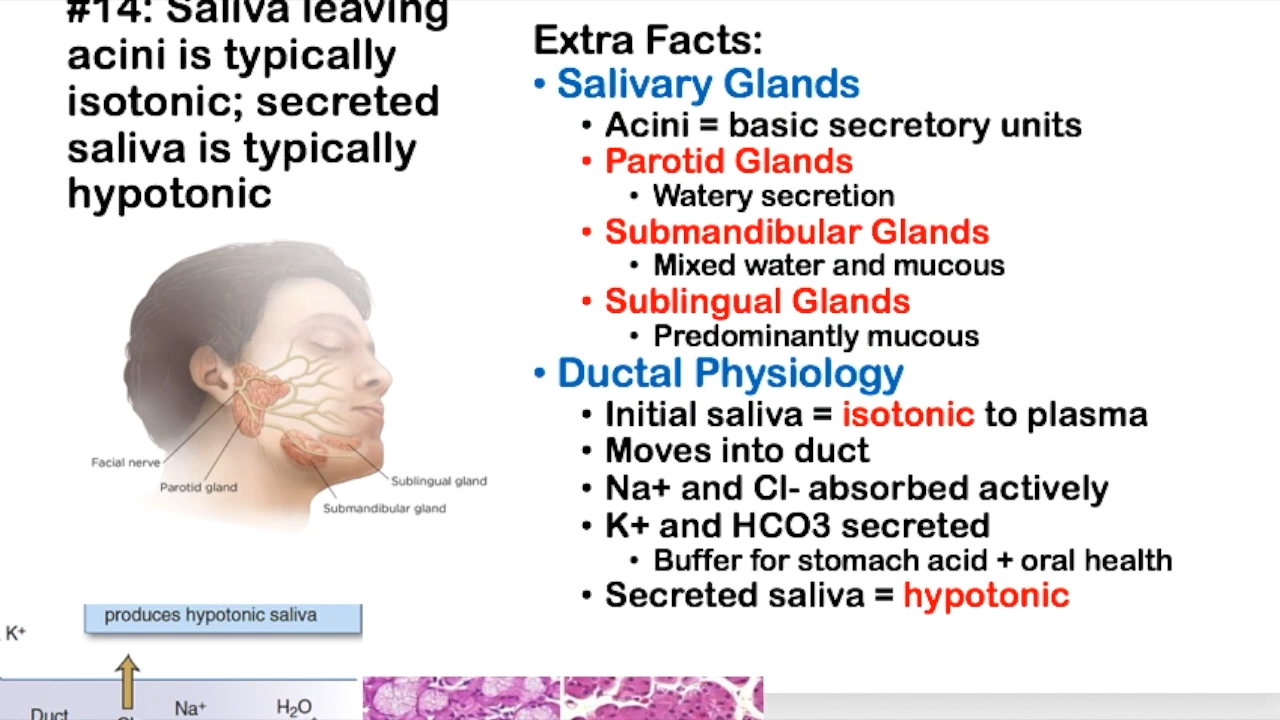 #14: Saliva leaving
acini is typically
isotonic; secreted
saliva is typically
hypotonic
Extra Facts:
• Salivary Glands
• Acini = basic secretory units
• Parotid Glands
• Watery secretion
• Submandibular Glands
• Mixed water and mucous
• Sublingual Glands
• Predominantly mucous
• Ductal Physiology
• Initial saliva = isotonic to plasma
• Moves into duct
• Na+ and Cl- absorbed actively
• K+ and HCO3 secreted
• Buffer for stomach acid + oral health
• Secreted saliva = hypotonic
Facial nerve
Parotid gland
Sublingual gland
Submandibular gland
produces hypotonic saliva
K+
Duct
Na+
H₂O